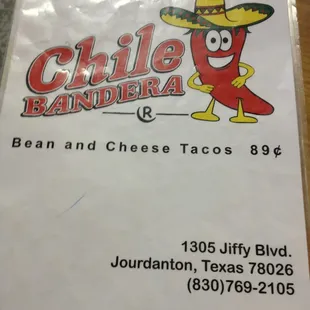 Chile
BANDERA
R
Bean and Cheese Tacos 89¢
1305 Jiffy Blvd.
Jourdanton, Texas 78026
(830)769-2105